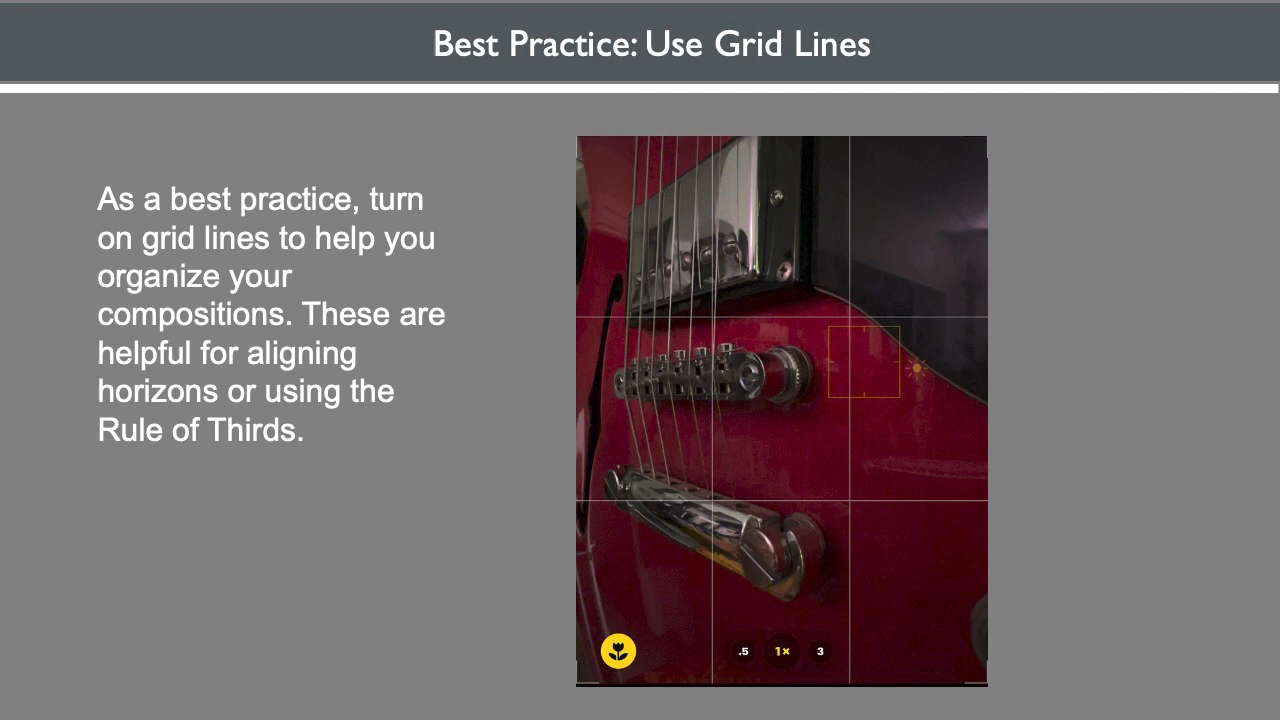 Best Practice: Use Grid Lines
As a best practice, turn
on grid lines to help you
organize your
compositions. These are
helpful for aligning
horizons or using the
Rule of Thirds.
.5 1× 3